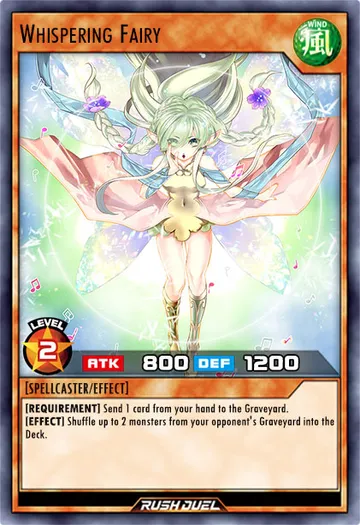 Whispering Fairy
WIND
風
LEVEL
2
ATK 800 DEF 1200
[SPELLCASTER/EFFECT]
[REQUIREMENT] Send 1 card from your hand to the Graveyard.
[EFFECT] Shuffle up to 2 monsters from your opponent's Graveyard into the
Deck.
RUSH DUEL